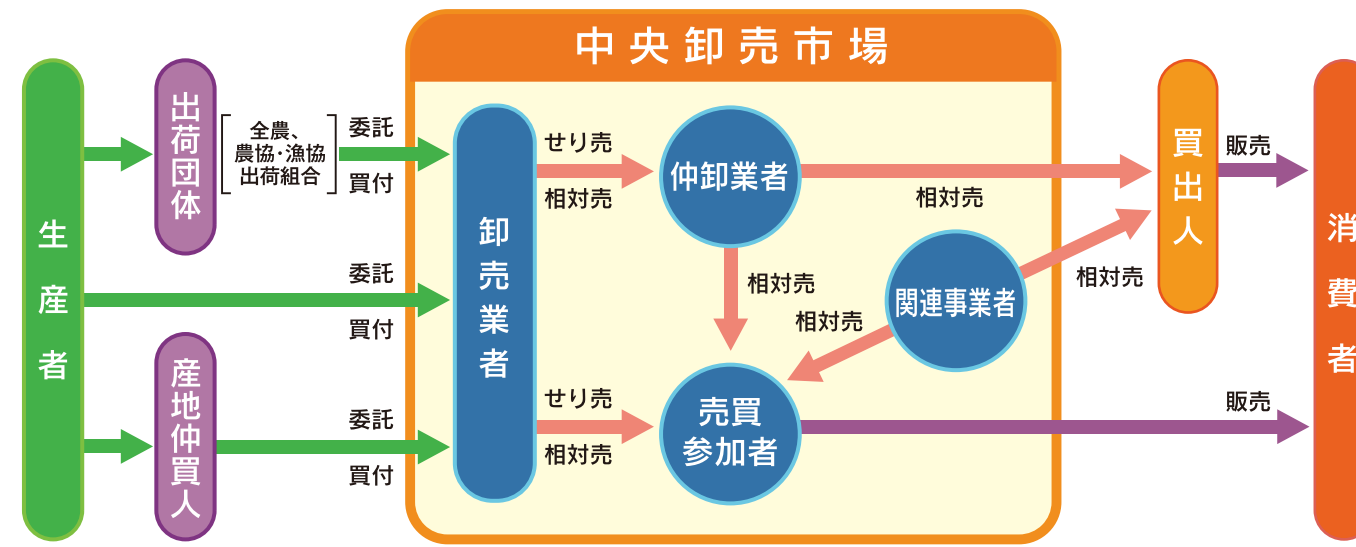 中央卸売市場
生産者
出荷団体
全農、
農協・漁協
出荷組合
委託
買付
委託
買付
産地仲買人
委託
買付
卸売業者
せり売
相対売
せり売
相対売
仲卸業者
相対売
相対売
関連事業者
相対売
相対売
売買
参加者
買出人
販売
販売
消費者